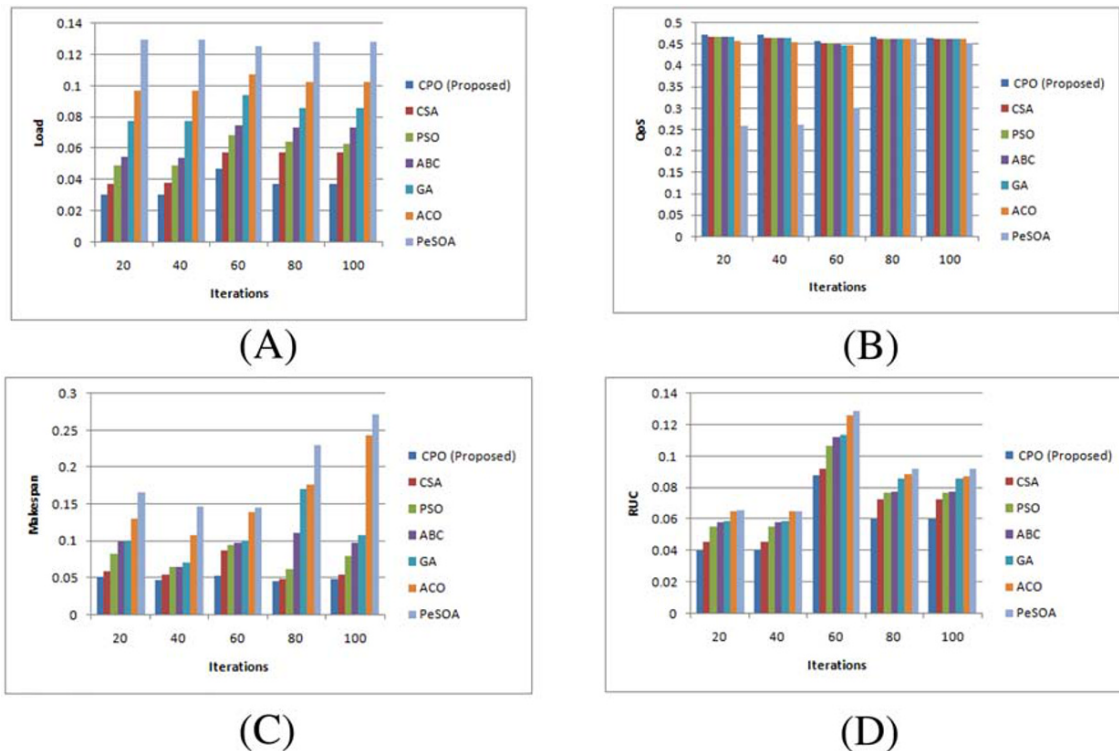 0.14
0.12
0.1
0.08
0.06
0.04
0.02
0
Load
20 40 60 80 100
Iterations
CPO (Proposed)
CSA
PSO
ABC
GA
ACO
PeSOA
(A)
0.5
0.45
0.4
0.35
0.3
0.25
0.2
0.15
0.1
0.05
0
QoS
20 40 60 80 100
Iterations
CPO (Proposed)
CSA
PSO
ABC
GA
ACO
PeSOA
(B)
0.3
0.25
0.2
0.15
0.1
0.05
0
Makespan
20 40 60 80 100
Iterations
CPO (Proposed)
CSA
PSO
ABC
GA
ACO
PeSOA
(C)
0.14
0.12
0.1
0.08
0.06
0.04
0.02
0
RUC
20 40 60 80 100
Iterations
CPO (Proposed)
CSA
PSO
ABC
GA
ACO
PeSOA
(D)